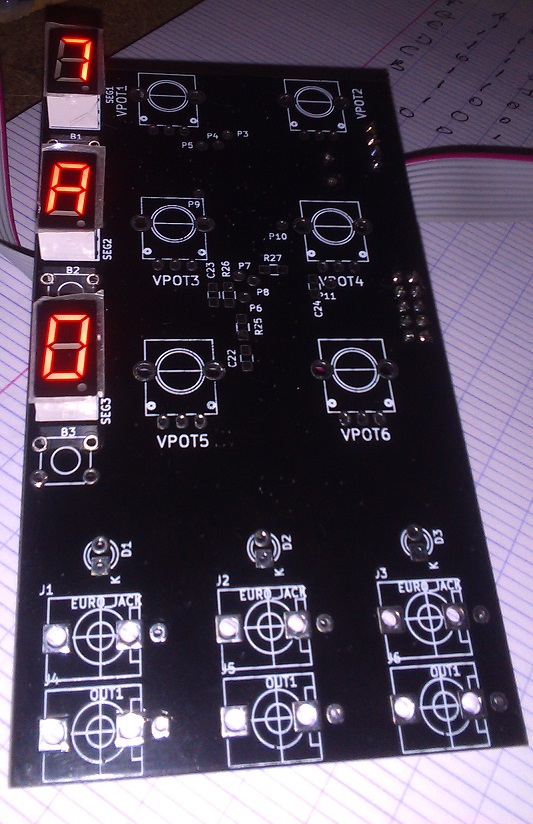 7
SEG1
VPOT1
VPOT2
B1
P5
P4
P3
A
SEG2
P9
P10
B2
VPOT3
C23
R26
P7
R27
P8
VPOT4
P11
C24
P6
R25
C22
0
SEG3
B3
VPOT5
VPOT6
D1
K
D2
K
D3
K
J1
EURO JACK
J2
EURO JACK
J3
EURO JACK
J4
OUT1
J5
OUT1
J6
OUT1